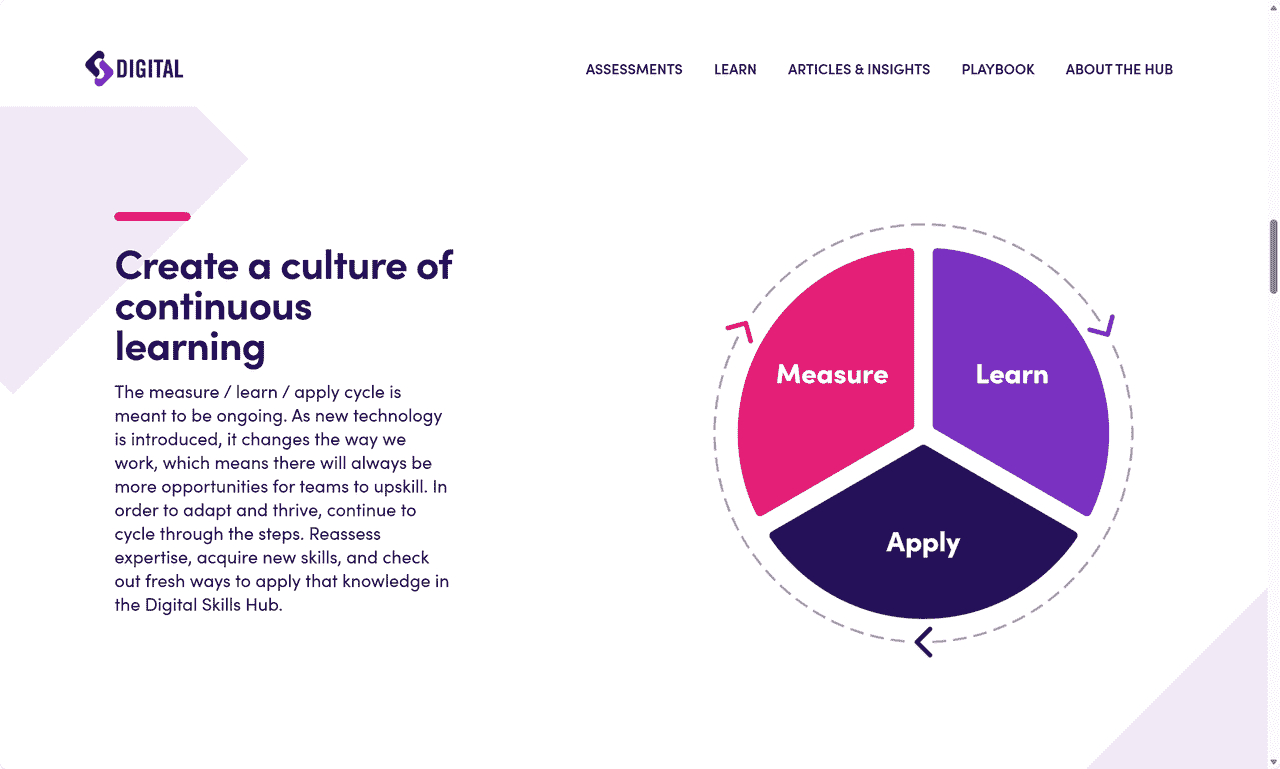 DIGITAL
ASSESSMENTS LEARN ARTICLES & INSIGHTS PLAYBOOK ABOUT THE HUB
Create a culture of
continuous
learning
The measure / learn / apply cycle is
meant to be ongoing. As new technology
is introduced, it changes the way we
work, which means there will always be
more opportunities for teams to upskill. In
order to adapt and thrive, continue to
cycle through the steps. Reassess
expertise, acquire new skills, and check
out fresh ways to apply that knowledge in
the Digital Skills Hub.
Measure
Learn
Apply